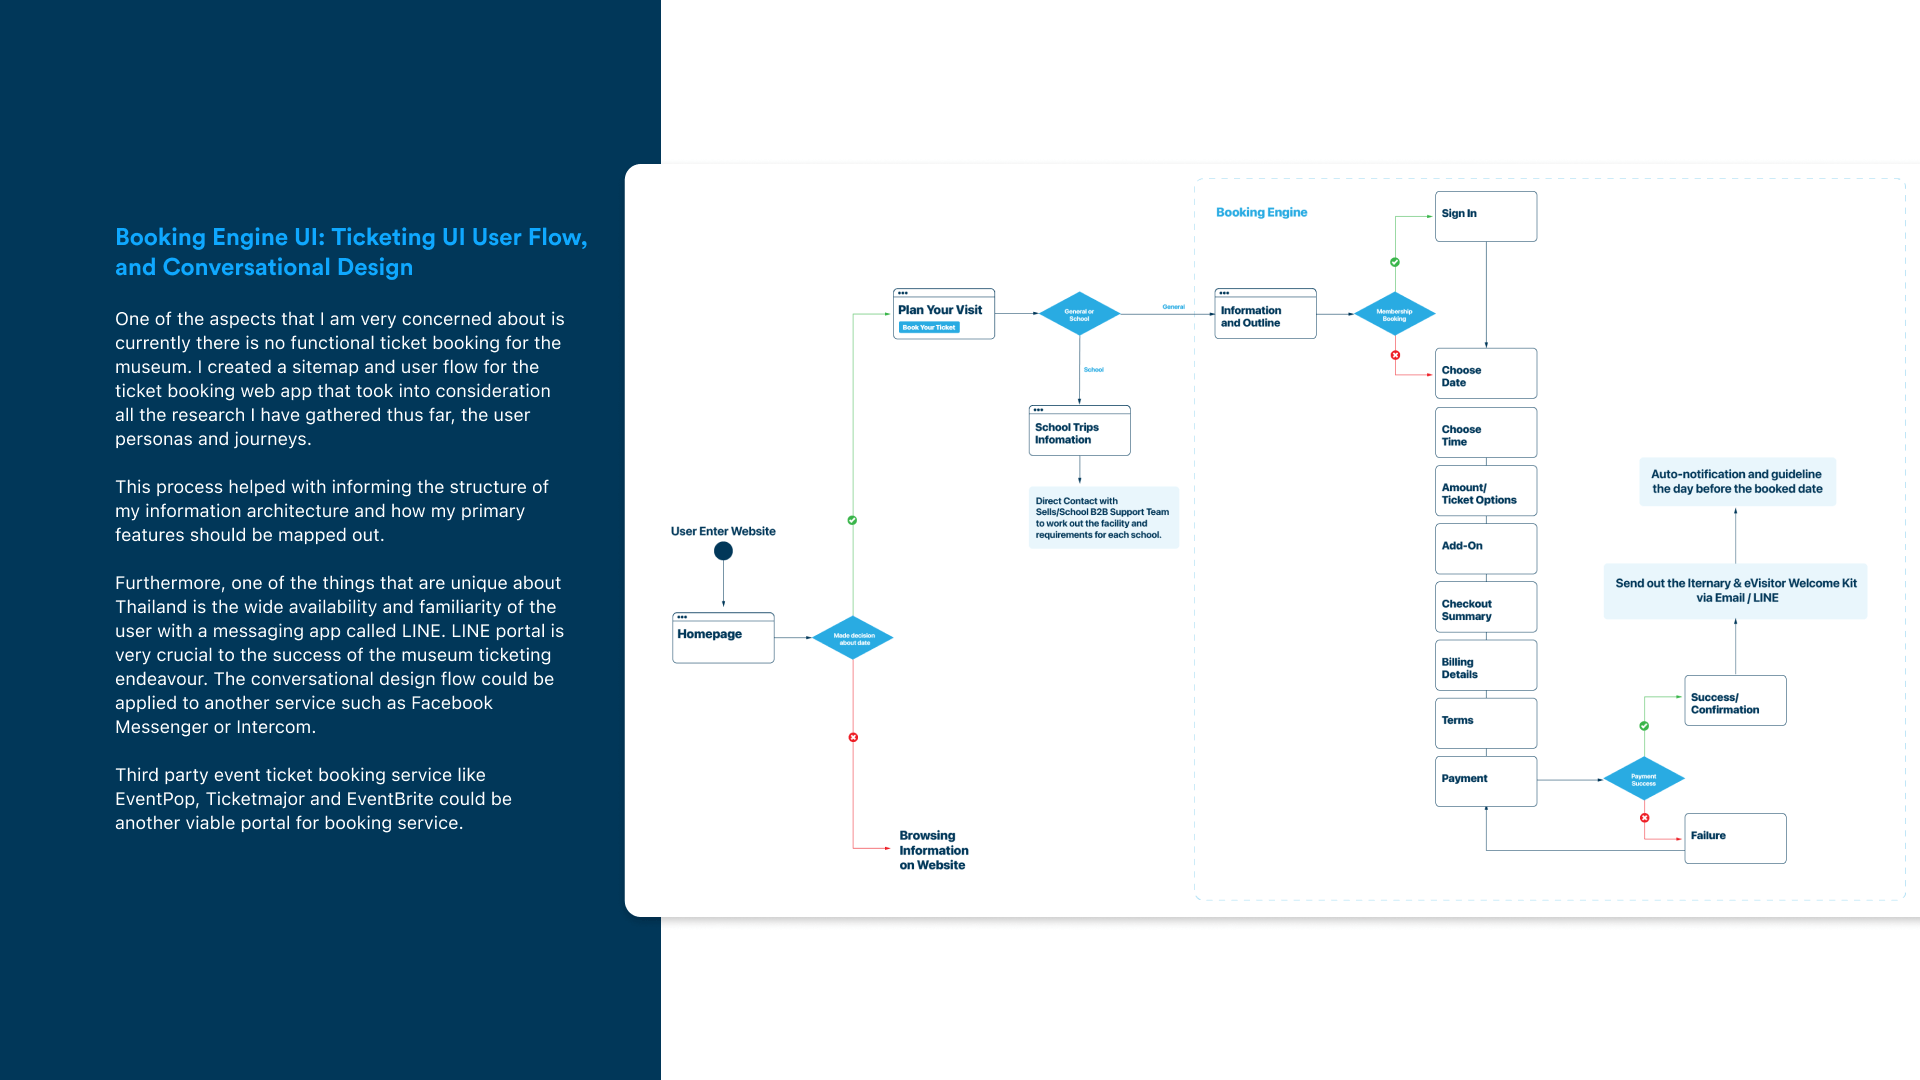 Booking Engine UI: Ticketing UI User Flow,
and Conversational Design
One of the aspects that I am very concerned about is
currently there is no functional ticket booking for the
museum. I created a sitemap and user flow for the
ticket booking web app that took into consideration
all the research I have gathered thus far, the user
personas and journeys.
This process helped with informing the structure of
my information architecture and how my primary
features should be mapped out.
Furthermore, one of the things that are unique about
Thailand is the wide availability and familiarity of the
user with a messaging app called LINE. LINE portal is
very crucial to the success of the museum ticketing
endeavour. The conversational design flow could be
applied to another service such as Facebook
Messenger or Intercom.
Third party event ticket booking service like
EventPop, Ticketmajor and EventBrite could be
another viable portal for booking service.
User Enter Website
Homepage
Made decision
about date
Browsing
Information
on Website
Plan Your Visit
Book Your Ticket
General or
School
General
School
School Trips
Infomation
Direct Contact with
Sells/School B2B Support Team
to work out the facility and
requirements for each school.
Booking Engine
Information
and Outline
Membership
Booking
Sign In
Choose
Date
Choose
Time
Amount/
Ticket Options
Add-On
Checkout
Summary
Billing
Details
Terms
Payment
Payment
Success
Success/
Confirmation
Failure
Send out the Iternary & eVisitor Welcome Kit
via Email / LINE
Auto-notification and guideline
the day before the booked date